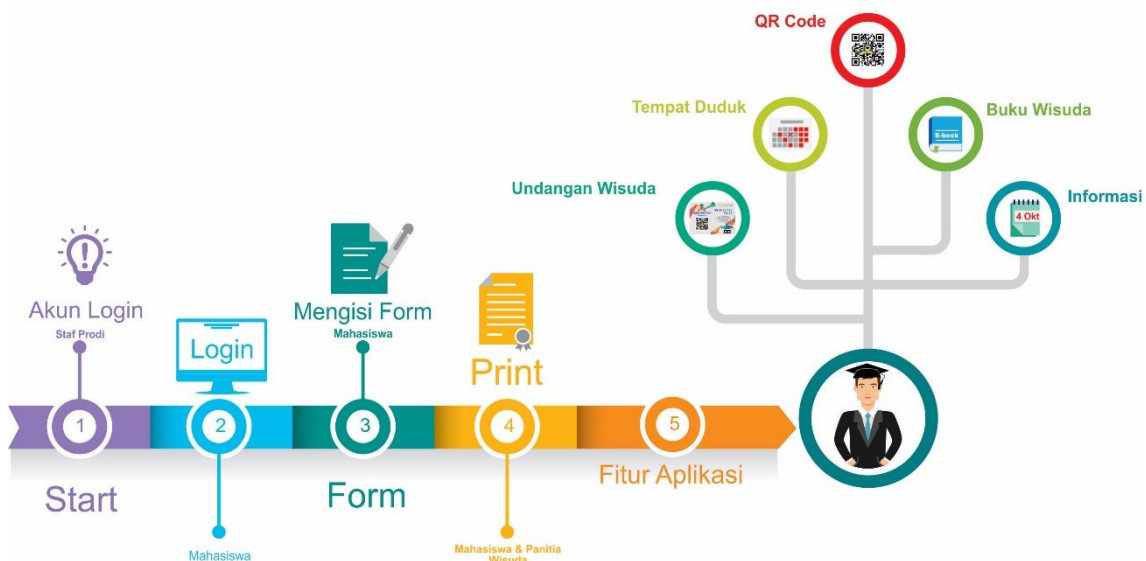 QR Code
Tempat Duduk
Buku Wisuda
E-book
Undangan Wisuda
Informasi
4 Okt
Akun Login
Staf Prodi
Login
Mengisi Form
Mahasiswa
Print
1
2
3
4
5
Start
Form
Fitur Aplikasi
Mahasiswa
Mahasiswa & Panitia
Wisuda